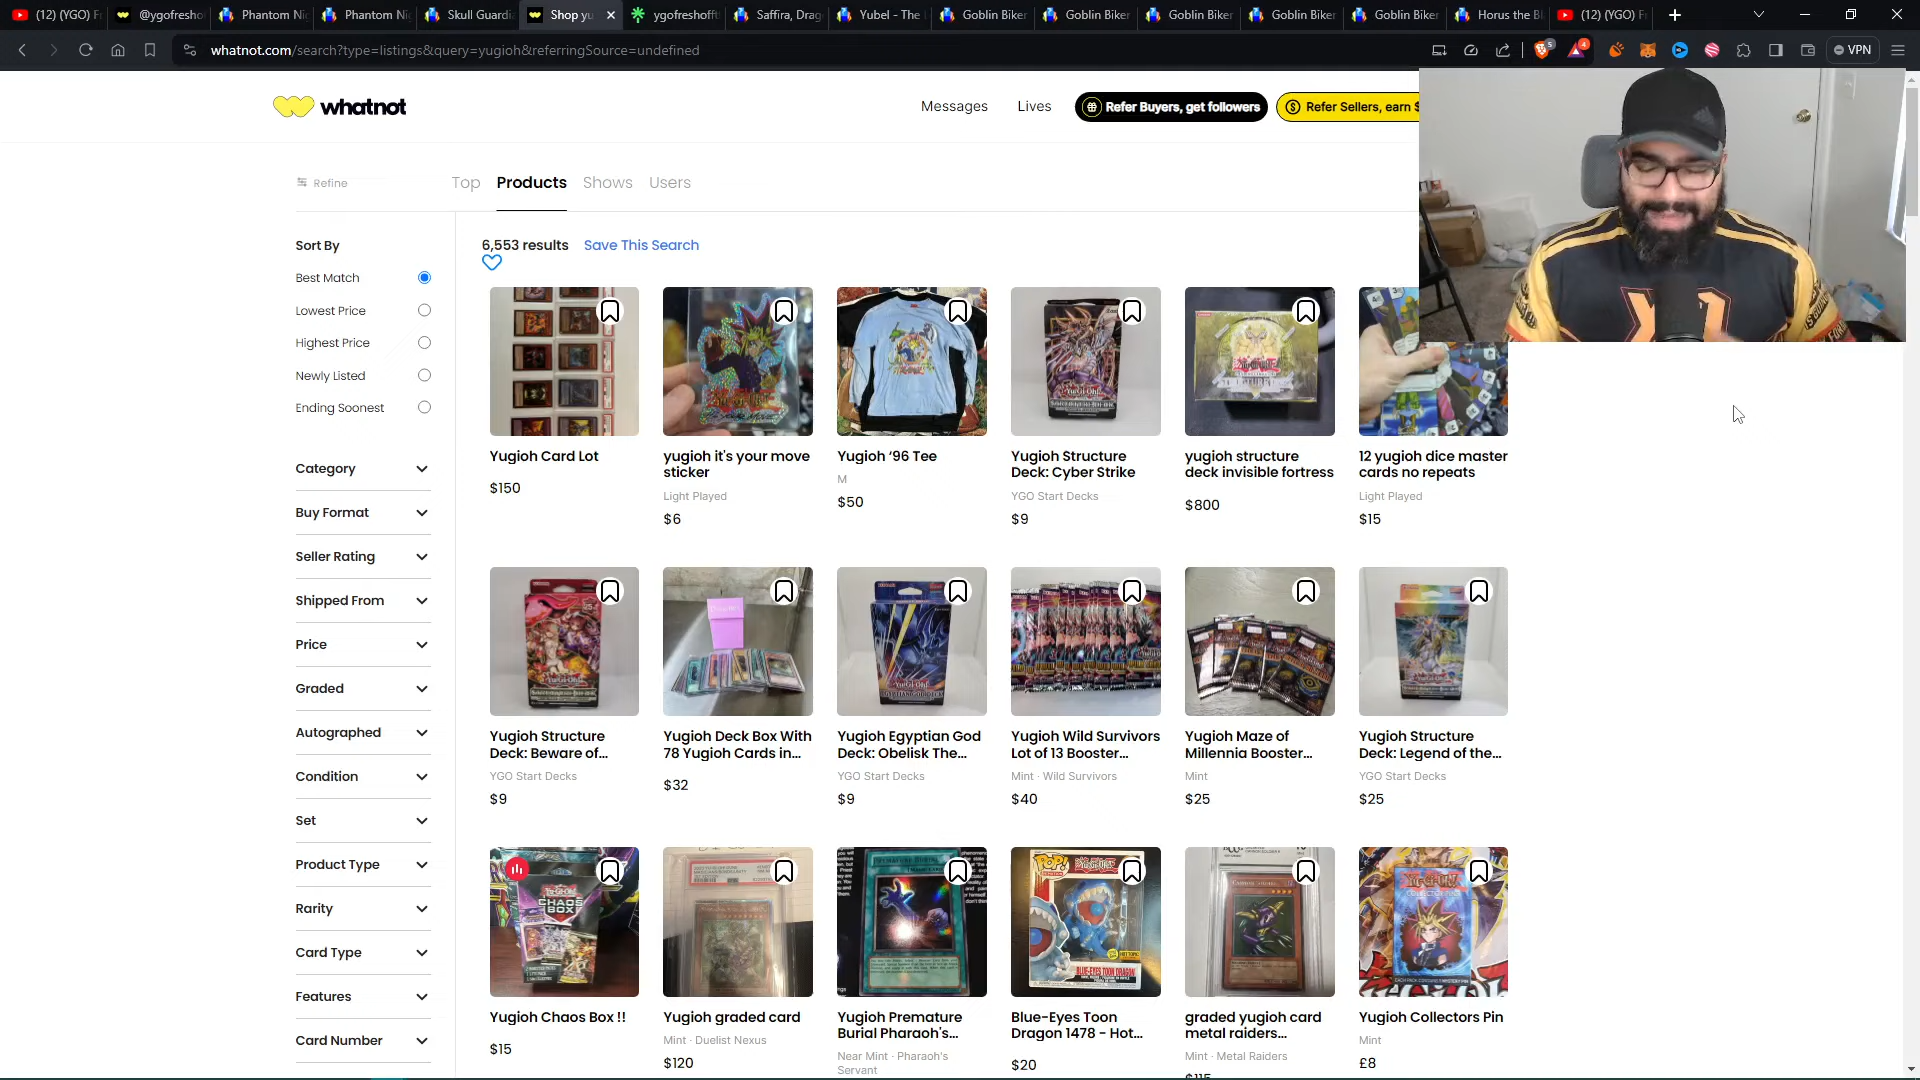 (12) (YGO) F
@ygofresho
Phantom Ni
Phantom Ni
Skull Guardi
Shop yu
ygofreshofft
Saffira, Drag
Yubel - The
Goblin Biker
Goblin Biker
Goblin Biker
Goblin Biker
Goblin Biker
Horus the B
(12) (YGO) F
whatnot.com/search?type=listings&query=yugioh&referringSource=undefined
5
4
VPN
whatnot
Messages
Lives
Refer Buyers, get followers
Refer Sellers, earn $
Refine
Top
Products
Shows
Users
Sort By
Best Match
Lowest Price
Highest Price
Newly Listed
Ending Soonest
Category
Buy Format
Seller Rating
Shipped From
Price
Graded
Autographed
Condition
Set
Product Type
Rarity
Card Type
Features
Card Number
6,553 results
Save This Search
Yugioh Card Lot
$150
yugioh it's your move
sticker
Light Played
$6
Yugioh ‘96 Tee
M
$50
Yugioh Structure
Deck: Cyber Strike
YGO Start Decks
$9
yugioh structure
deck invisible fortress
$800
12 yugioh dice master
cards no repeats
Light Played
$15
Yugioh Structure
Deck: Beware of...
YGO Start Decks
$9
Yugioh Deck Box With
78 Yugioh Cards in...
$32
Yugioh Egyptian God
Deck: Obelisk The...
YGO Start Decks
$9
Yugioh Wild Survivors
Lot of 13 Booster...
Mint · Wild Survivors
$40
Yugioh Maze of
Millennia Booster...
Mint
$25
Yugioh Structure
Deck: Legend of the...
YGO Start Decks
$25
CHAOS
BOX
Yugioh Chaos Box !!
$15
Yugioh graded card
Mint · Duelist Nexus
$120
Yugioh Premature
Burial Pharaoh's...
Near Mint · Pharaoh's
Servant
POP!
BLUE-EYES TOON DRAGON
Blue-Eyes Toon
Dragon 1478 - Hot...
$20
graded yugioh card
metal raiders...
Mint · Metal Raiders
$115
Yugioh Collectors Pin
Mint
£8